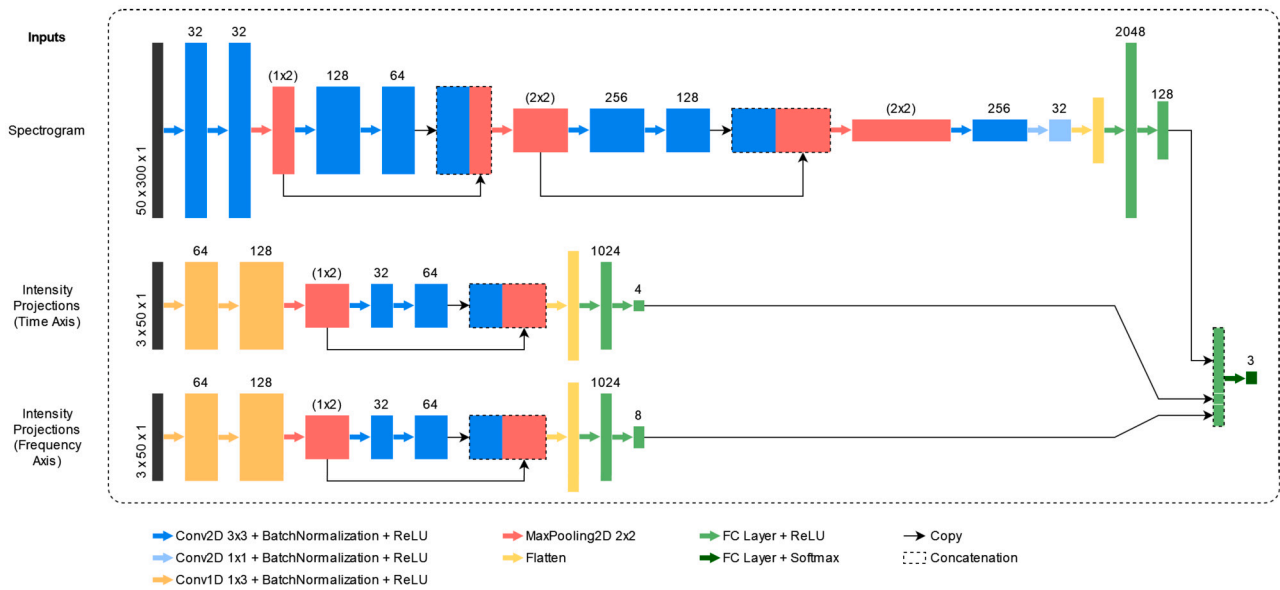 Inputs
32 32
(1x2)
128
64
(2x2)
256
128
(2x2)
256
32
2048
128
Spectrogram
50 x 300 x 1
64
128
(1x2)
32
64
1024
4
Intensity
Projections
(Time Axis)
3 x 50 x 1
3
64
128
(1x2)
32
64
1024
8
Intensity
Projections
(Frequency
Axis)
3 x 50 x 1
Conv2D 3x3 + BatchNormalization + ReLU
Conv2D 1x1 + BatchNormalization + ReLU
Conv1D 1x3 + BatchNormalization + ReLU
MaxPooling2D 2x2
Flatten
FC Layer + ReLU
FC Layer + Softmax
Copy
Concatenation